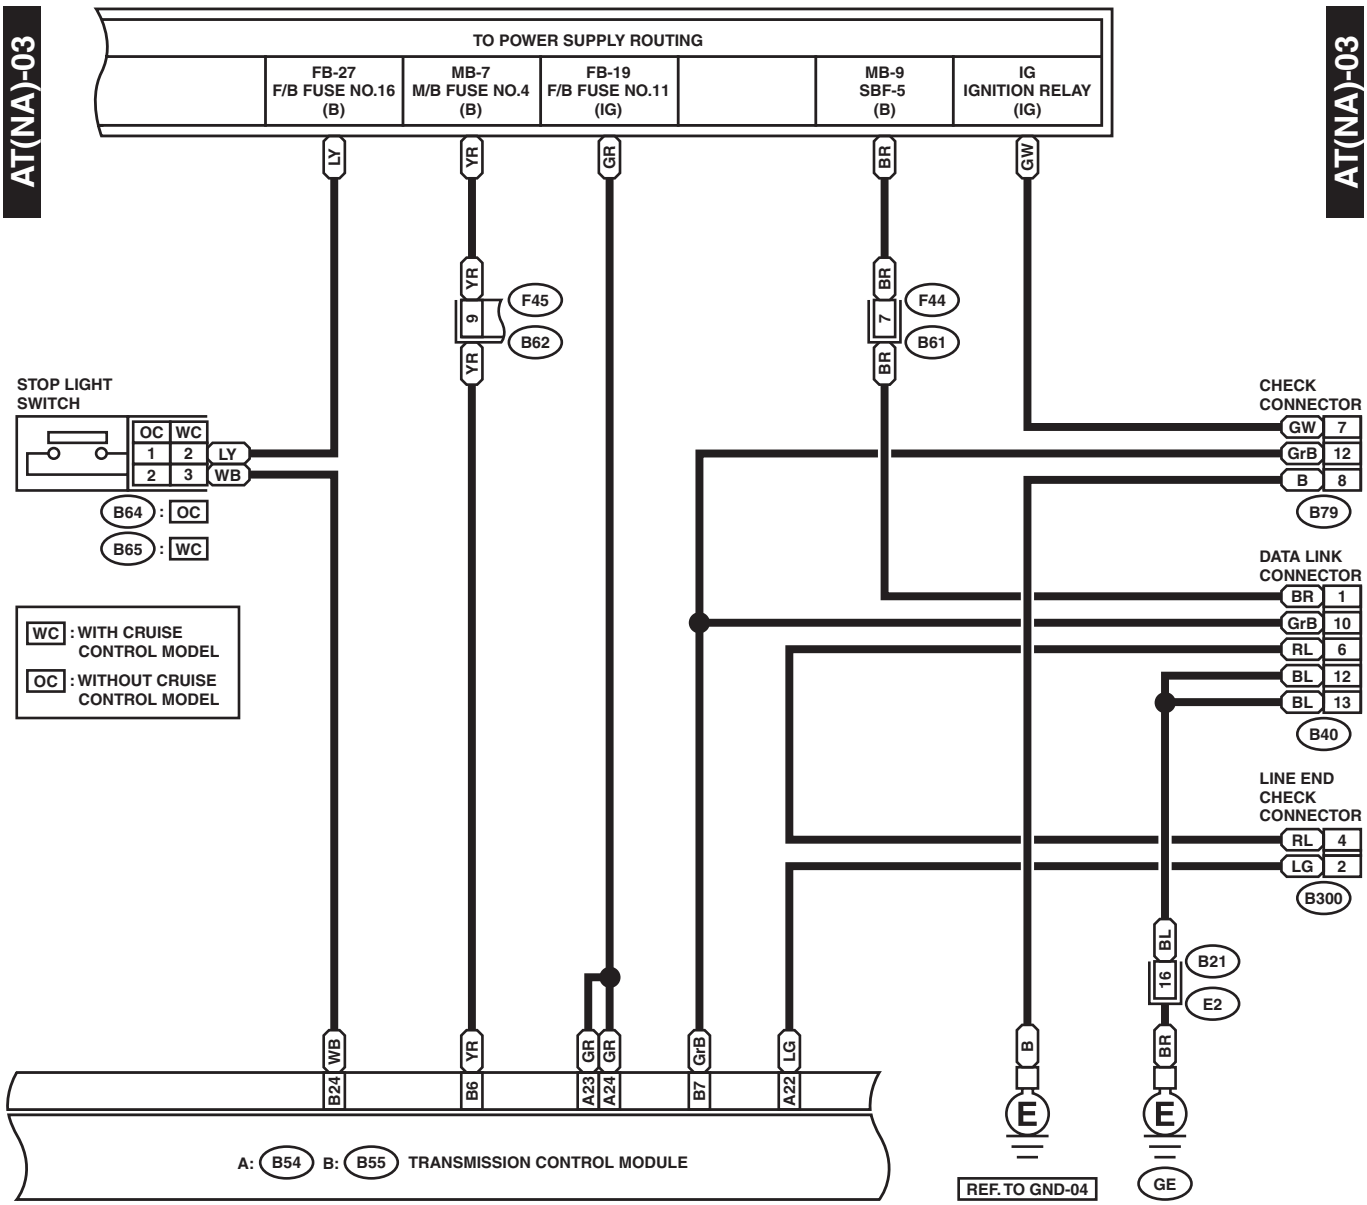 AT(NA)-03
AT(NA)-03
TO POWER SUPPLY ROUTING
FB-27
F/B FUSE NO.16
(B)
MB-7
M/B FUSE NO.4
(B)
FB-19
F/B FUSE NO.11
(IG)
MB-9
SBF-5
(B)
IG
IGNITION RELAY
(IG)
LY
YR
GR
BR
GW
YR
9
YR
F45
B62
BR
7
BR
F44
B61
STOP LIGHT
SWITCH
OC WC
1 2 LY
2 3 WB
B64 : OC
B65 : WC
WC : WITH CRUISE
CONTROL MODEL
OC : WITHOUT CRUISE
CONTROL MODEL
CHECK
CONNECTOR
GW 7
GrB 12
B 8
B79
DATA LINK
CONNECTOR
BR 1
GrB 10
RL 6
BL 12
BL 13
B40
LINE END
CHECK
CONNECTOR
RL 4
LG 2
B300
BL
16
BR
B21
E2
WB
YR
GR
GR
GrB
LG
B
B24
B6
A23
A24
B7
A22
E
E
A: B54 B: B55 TRANSMISSION CONTROL MODULE
REF. TO GND-04
GE